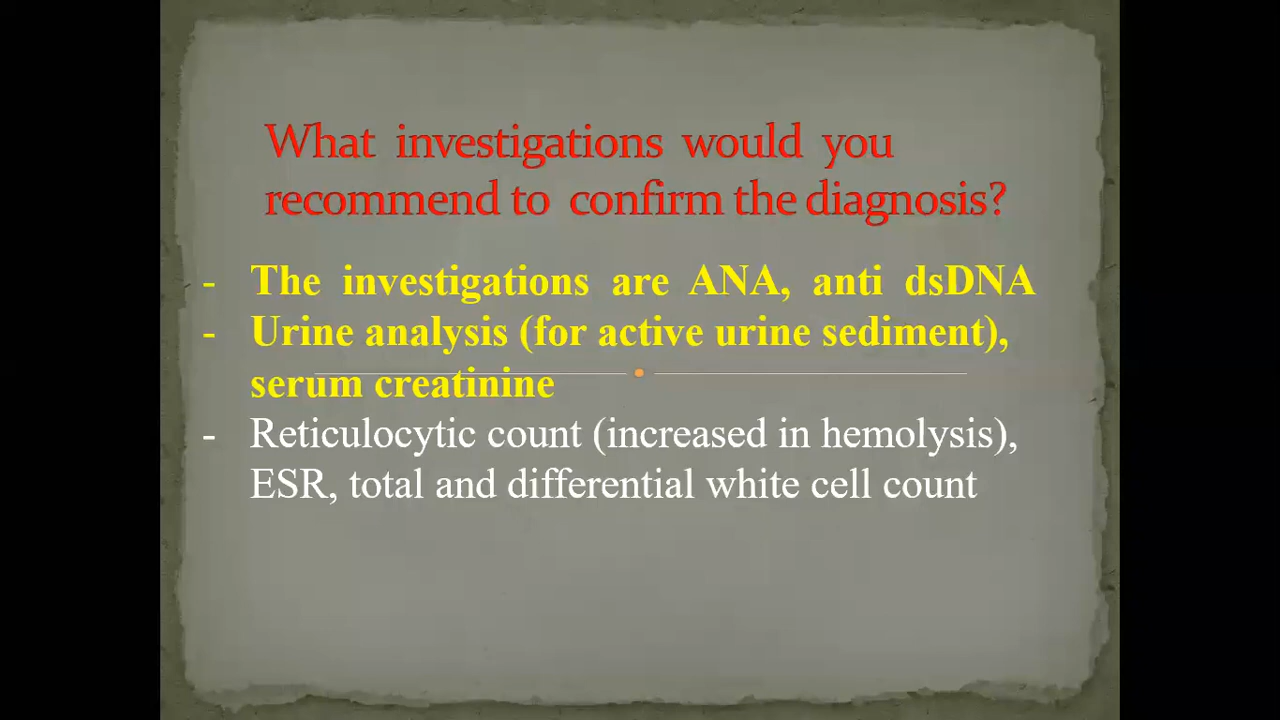 What investigations would you
recommend to confirm the diagnosis?
- The investigations are ANA, anti dsDNA
- Urine analysis (for active urine sediment),
serum creatinine
- Reticulocytic count (increased in hemolysis),
ESR, total and differential white cell count